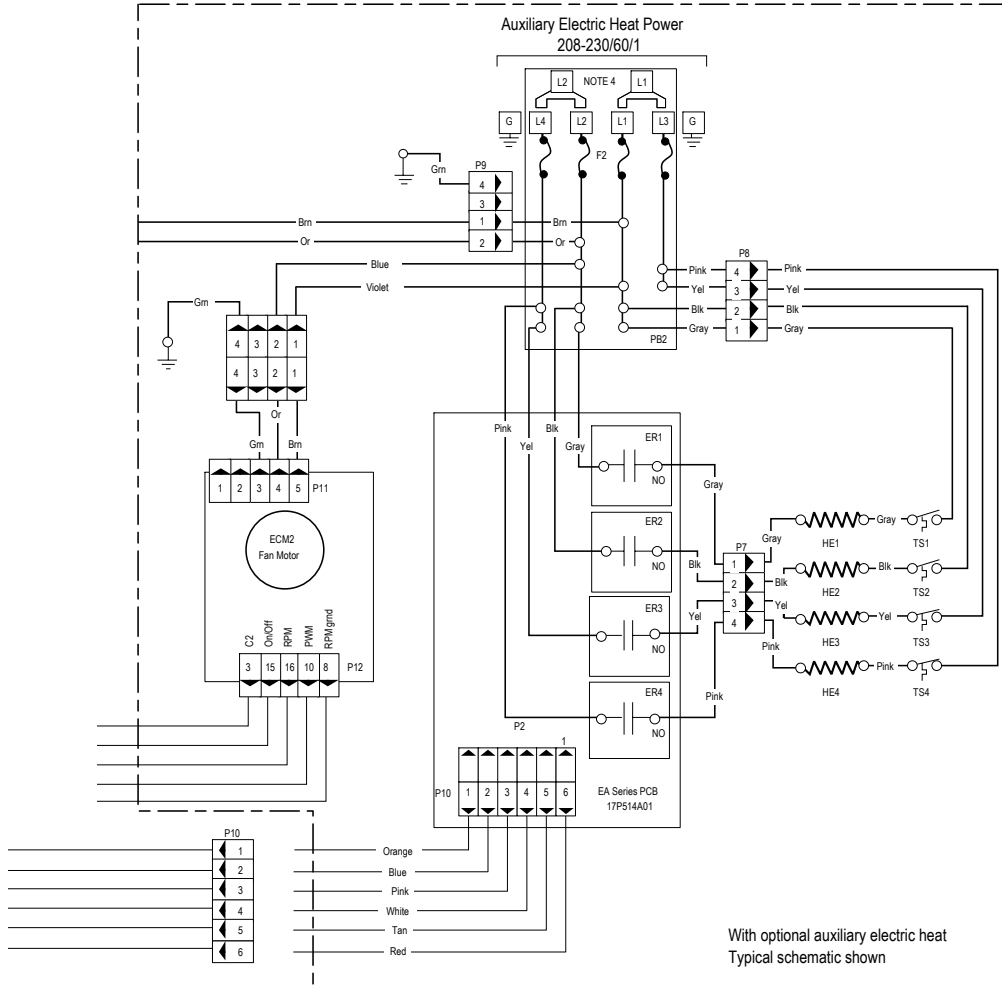 Auxiliary Electric Heat Power
208-230/60/1
L2 NOTE 4 L1
G L4 L2 L1 L3 G
F2
Grn
P9
4
3
Brn 1 Brn
Or 2 Or
Blue
Violet
P8
Pink 4 Pink
Yel 3 Yel
Blk 2 Blk
Gray 1 Gray
PB2
Grn
4 3 2 1
4 3 2 1
Or
Grn Brn
1 2 3 4 5 P11
ECM2
Fan Motor
C2
On/Off
RPM
PWM
RPM grnd
3 15 16 10 8 P12
Pink
Yel
Blk
Gray
ER1
NO
Gray
ER2
NO
Blk
ER3
NO
Yel
ER4
NO
Pink
P7
1
2
3
4
Gray
Blk
Yel
Pink
Gray
HE1 TS1
Blk
HE2 TS2
Yel
HE3 TS3
Pink
HE4 TS4
P2
1
P10 1 2 3 4 5 6
EA Series PCB
17P514A01
P10
1 Orange
2 Blue
3 Pink
4 White
5 Tan
6 Red
With optional auxiliary electric heat
Typical schematic shown